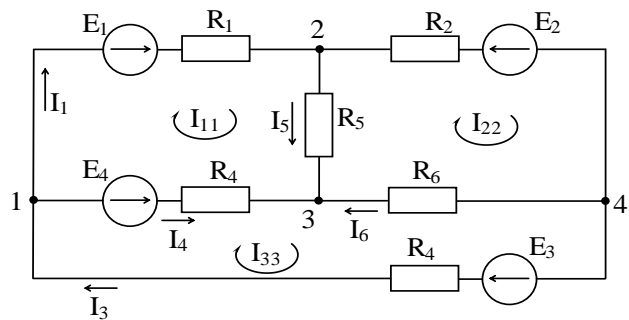 E1 R1 2 R2 E2
I1 I11 I5 R5 I22
E4 R4 R6
1 I4 3 I6 4
I33 R4 E3
I3